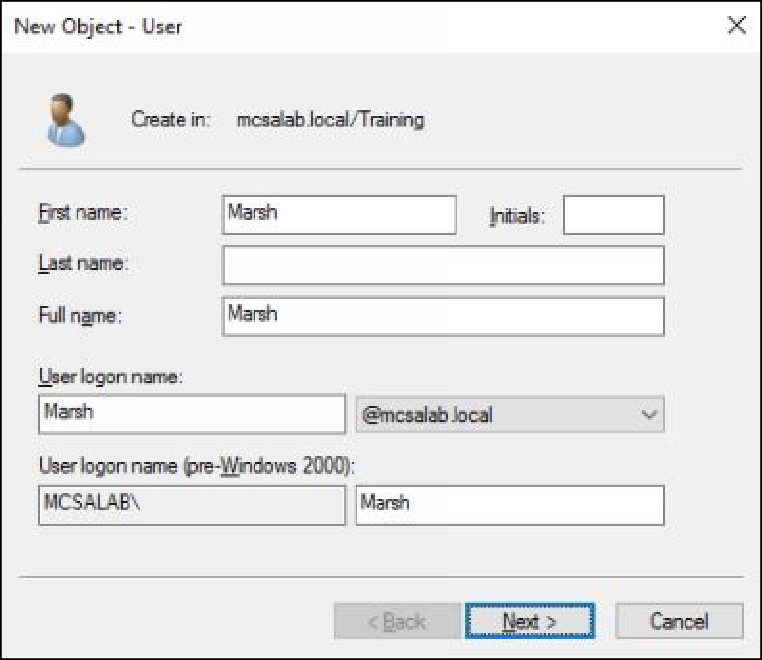 New Object - User
Create in: mcsalab.local/Training
First name: Marsh Initials:
Last name:
Full name: Marsh
User logon name:
Marsh @mcsalab.local
User logon name (pre-Windows 2000):
MCSALAB\ Marsh
< Back Next > Cancel